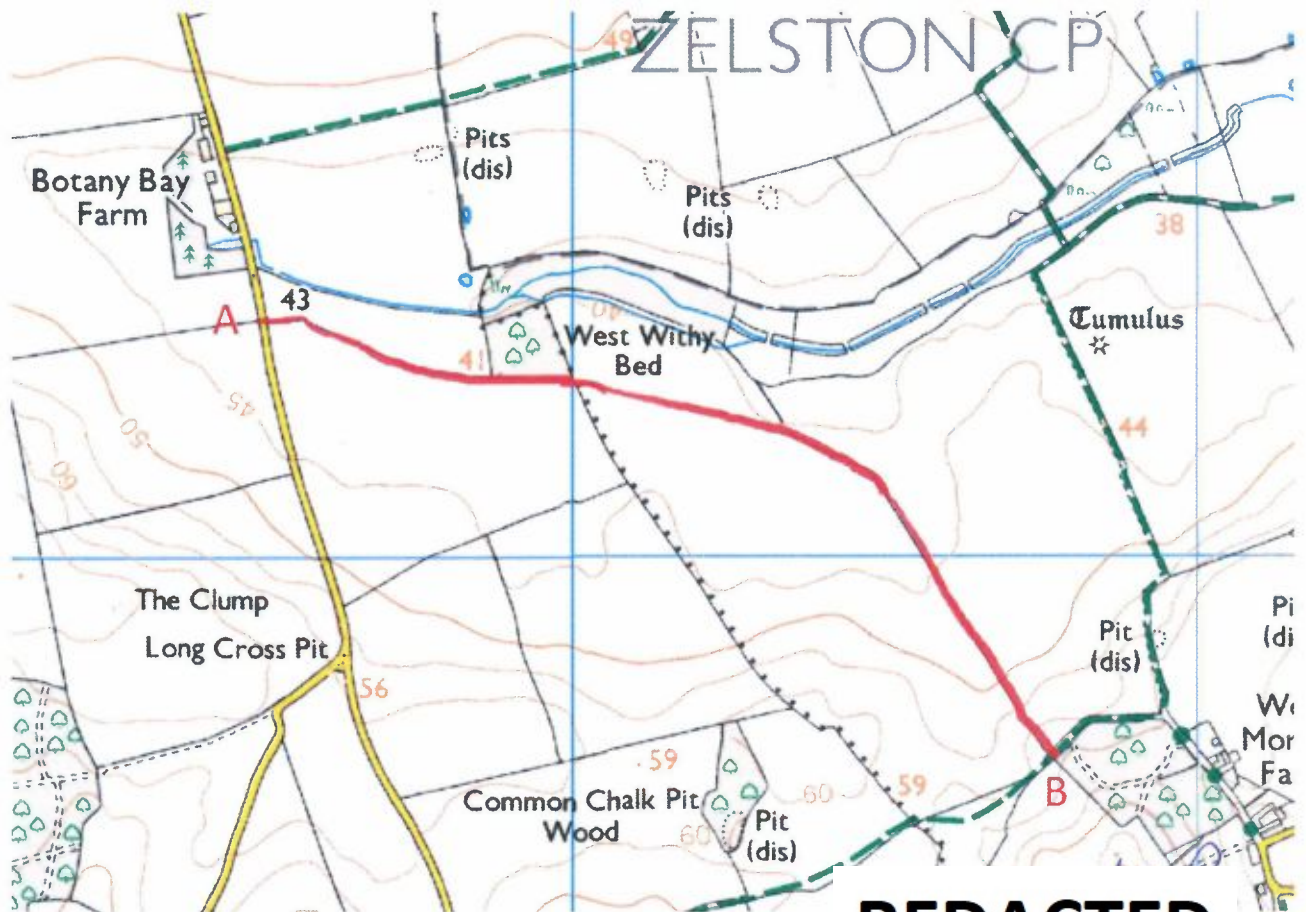 ZELSTON CP
49
Pits
(dis)
Botany Bay
Farm
Pits
(dis)
38
43
A
Tumulus
40
West Withy
Bed
41
45
50
44
60
The Clump
Pit
(dis)
Long Cross Pit
56
59
60
59
Common Chalk Pit
Wood
60
Pit
(dis)
B
REDACTED